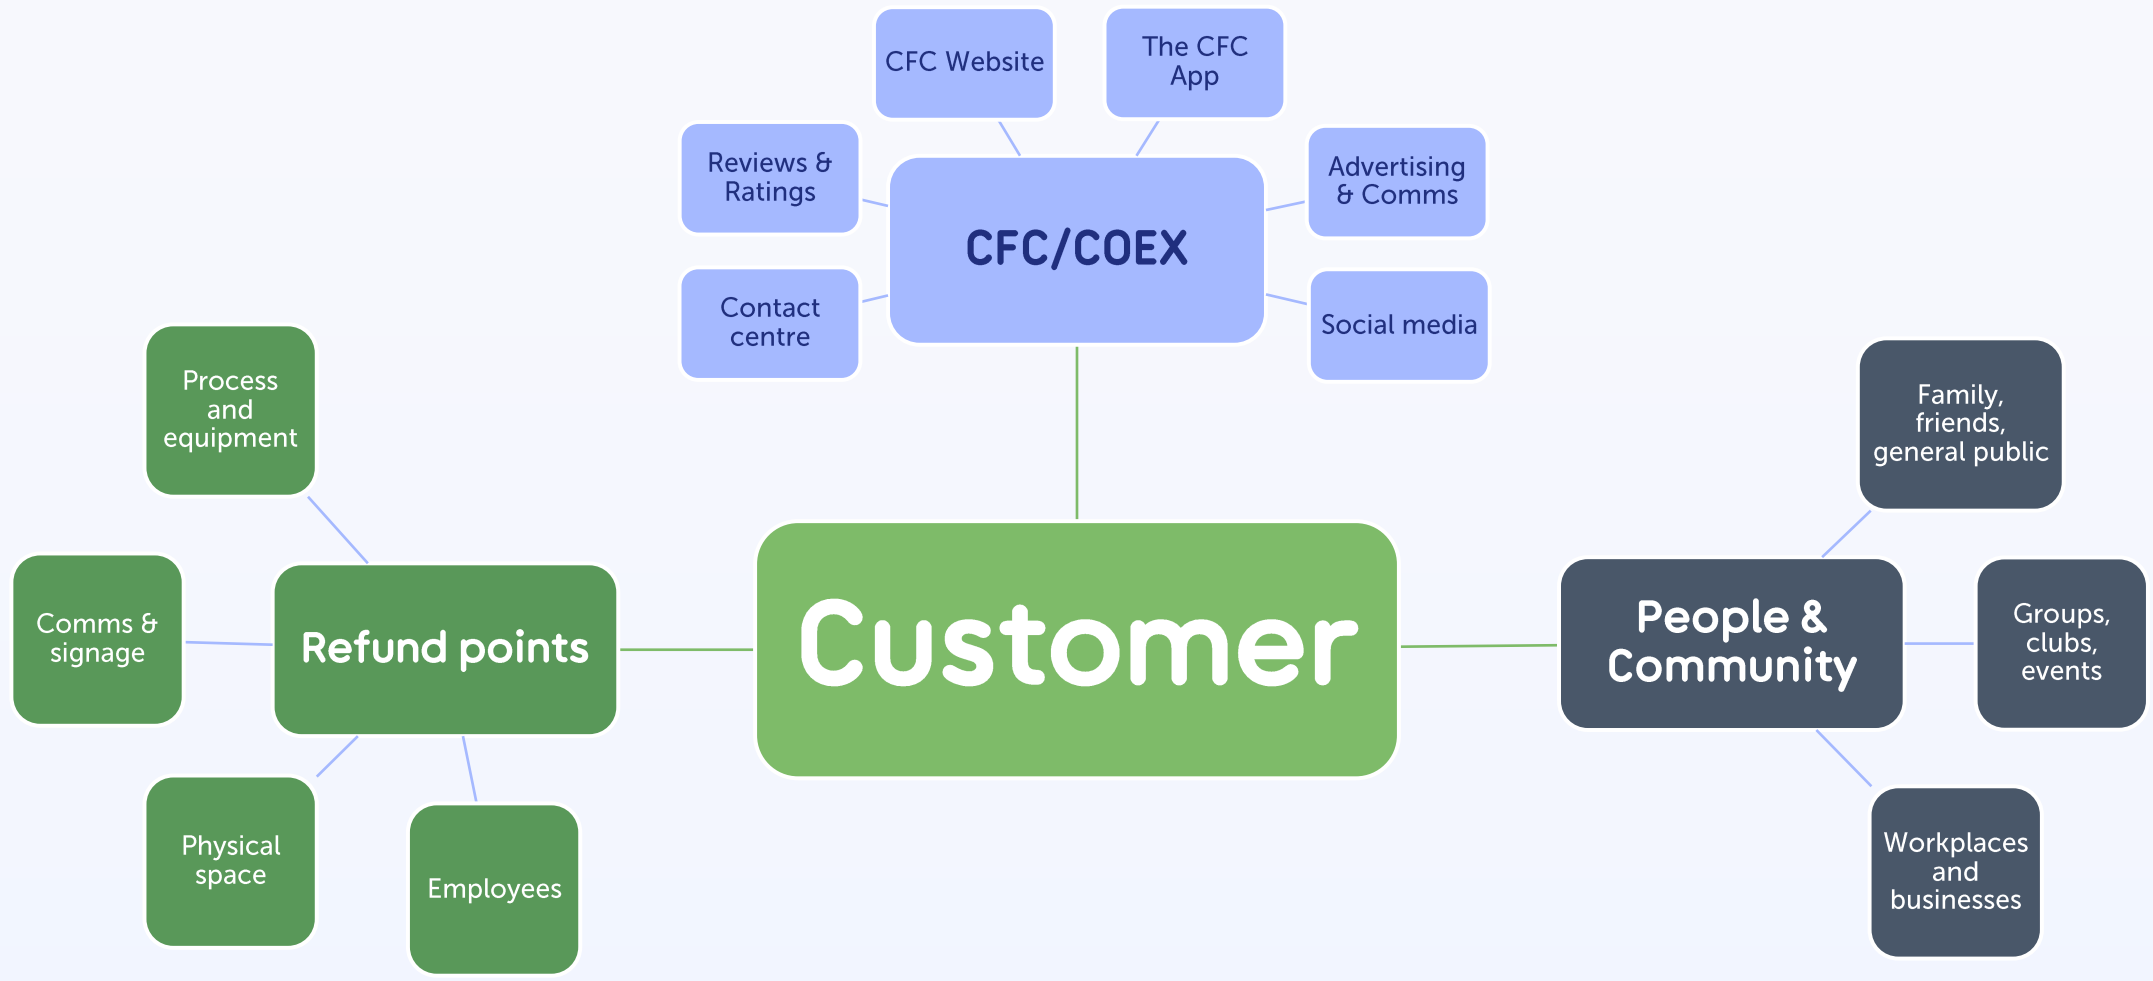 CFC Website
The CFC
App
Reviews &
Ratings
Advertising
& Comms
CFC/COEX
Contact
centre
Social media
Process
and
equipment
Family,
friends,
general public
Comms &
signage
Refund points
Customer
People &
Community
Groups,
clubs,
events
Physical
space
Employees
Workplaces
and
businesses